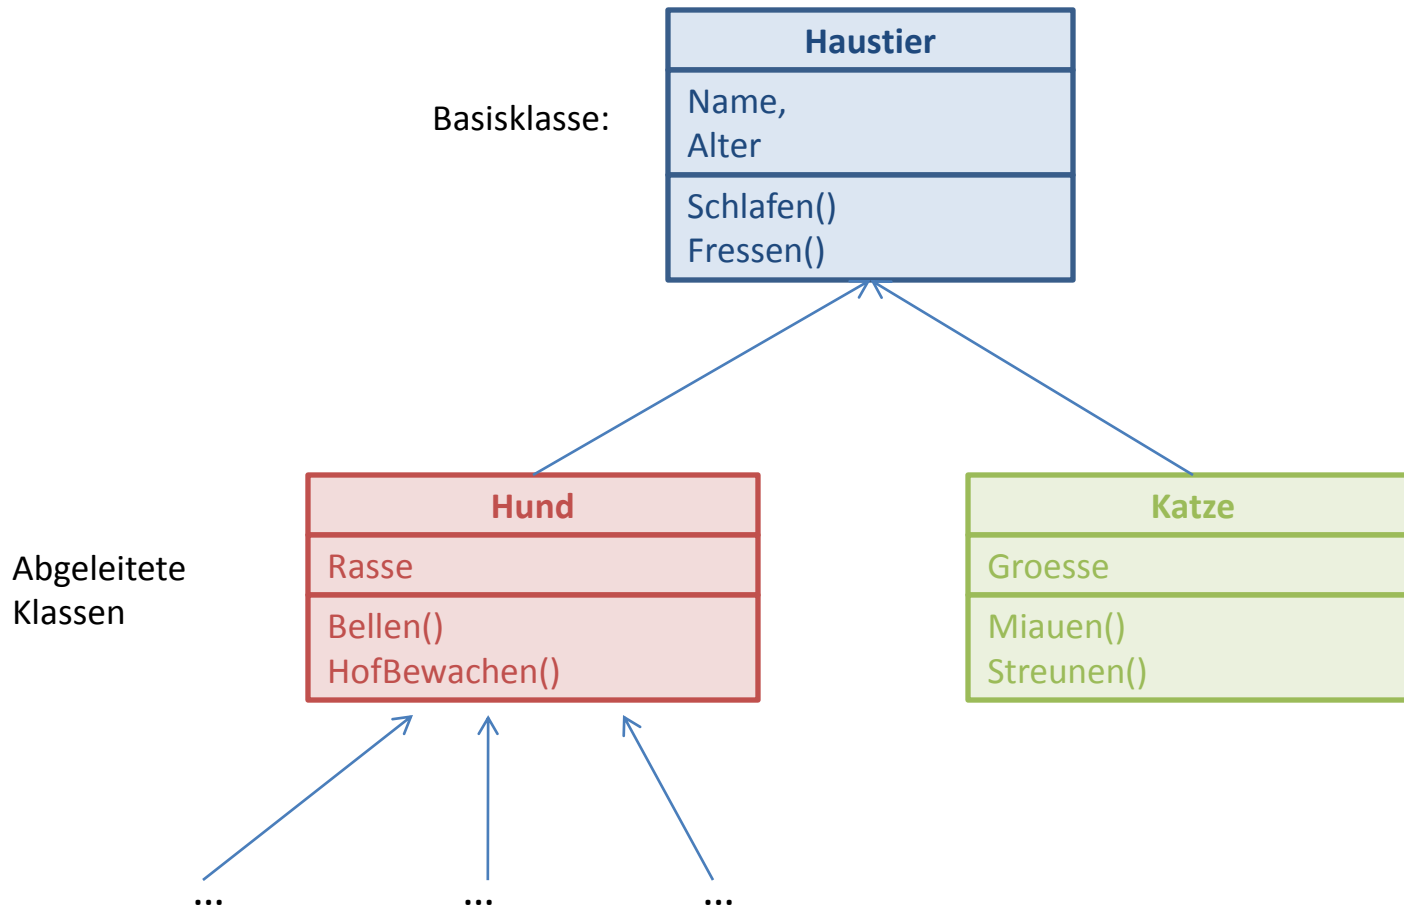 Haustier
Basisklasse:
Name,
Alter
Schlafen()
Fressen()
Hund
Katze
Abgeleitete
Klassen
Rasse
Groesse
Bellen()
HofBewachen()
Miauen()
Streunen()
... ... ...